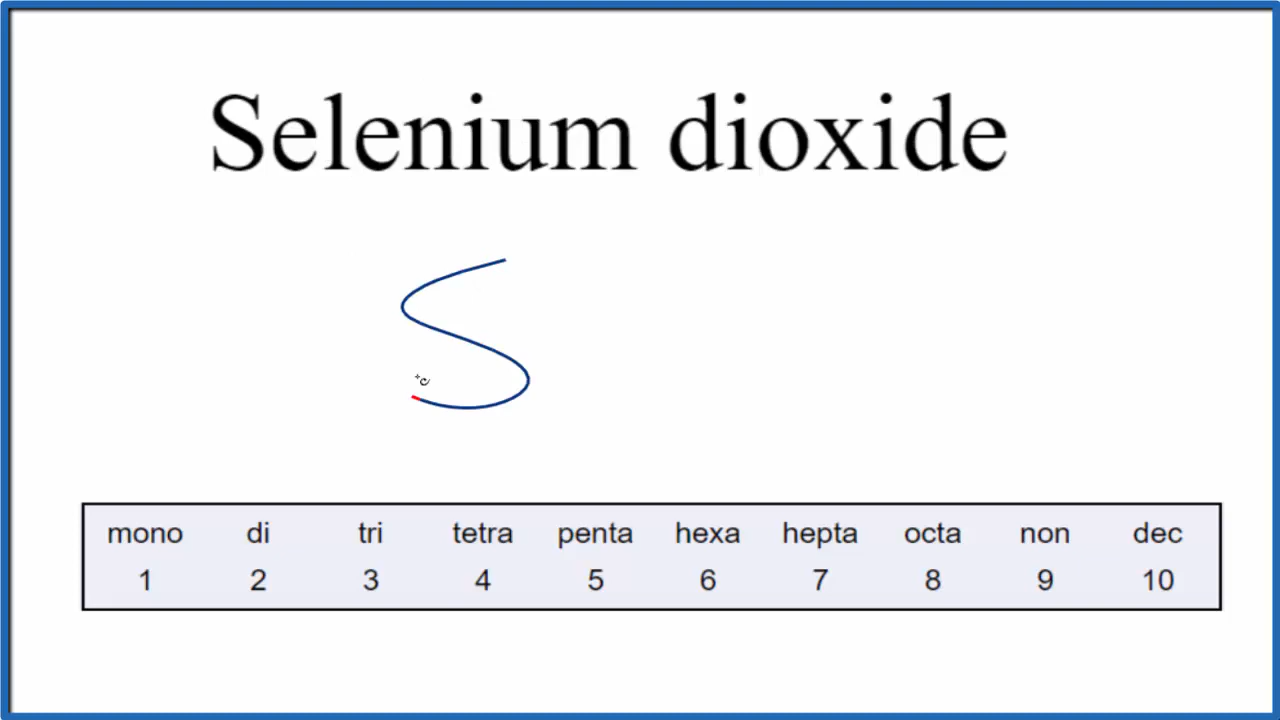 Selenium dioxide
S
mono di tri tetra penta hexa hepta octa non dec
1 2 3 4 5 6 7 8 9 10